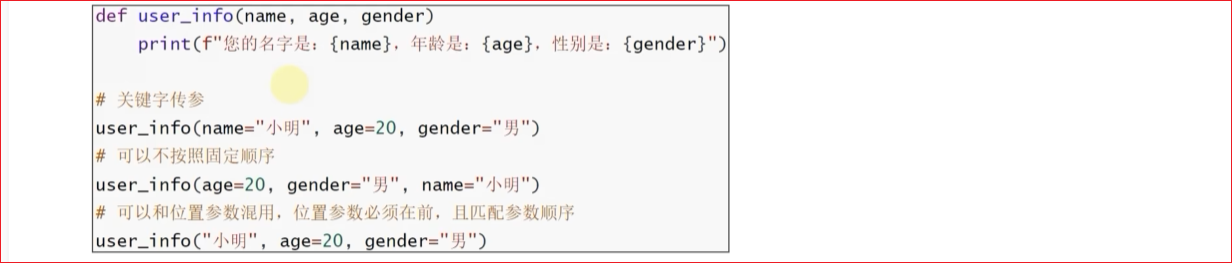 def user_info(name, age, gender)
    print(f"您的名字是：{name}，年龄是：{age}，性别是：{gender}")
# 关键字传参
user_info(name="小明", age=20, gender="男")
# 可以不按照固定顺序
user_info(age=20, gender="男", name="小明")
# 可以和位置参数混用，位置参数必须在前，且匹配参数顺序
user_info("小明", age=20, gender="男")